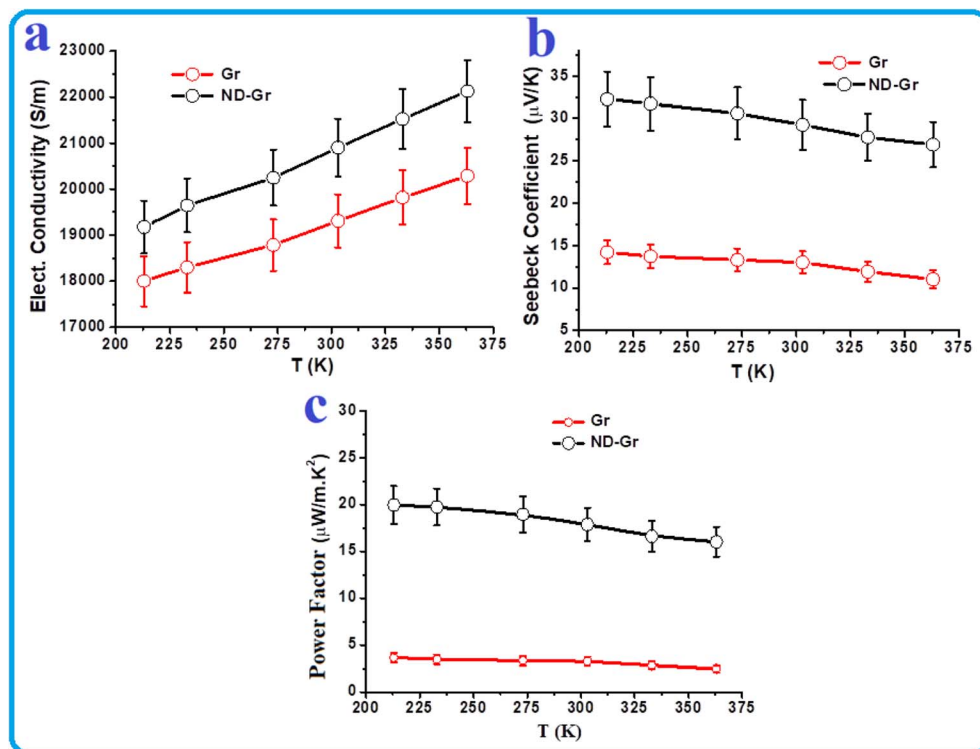 a
23000
22000
21000
20000
19000
18000
17000
Elect. Conductivity (S/m)
Gr
ND-Gr
200 225 250 275 300 325 350 375
T (K)
b
35
30
25
20
15
10
5
Seebeck Coefficient (μV/K)
Gr
ND-Gr
200 225 250 275 300 325 350 375
T (K)
c
30
25
20
15
10
5
0
Power Factor (μW/m.K²)
Gr
ND-Gr
200 225 250 275 300 325 350 375
T (K)